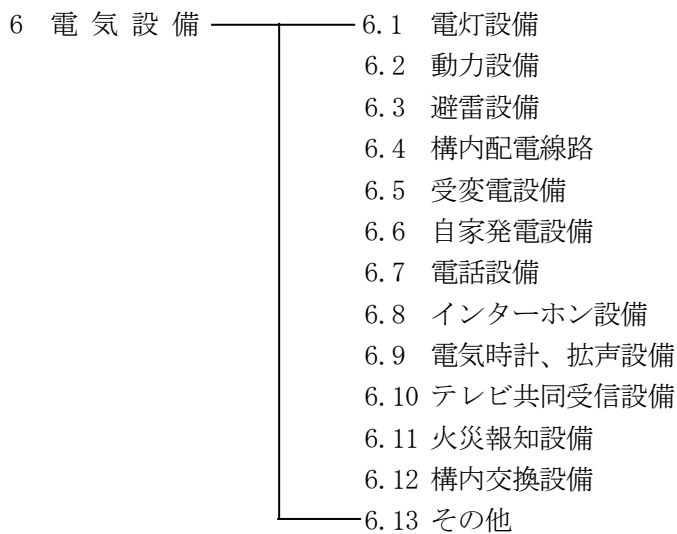 6 電気設備 6.1 電灯設備
6.2 動力設備
6.3 避雷設備
6.4 構内配電線路
6.5 受変電設備
6.6 自家発電設備
6.7 電話設備
6.8 インターホン設備
6.9 電気時計、拡声設備
6.10 テレビ共同受信設備
6.11 火災報知設備
6.12 構内交換設備
6.13 その他